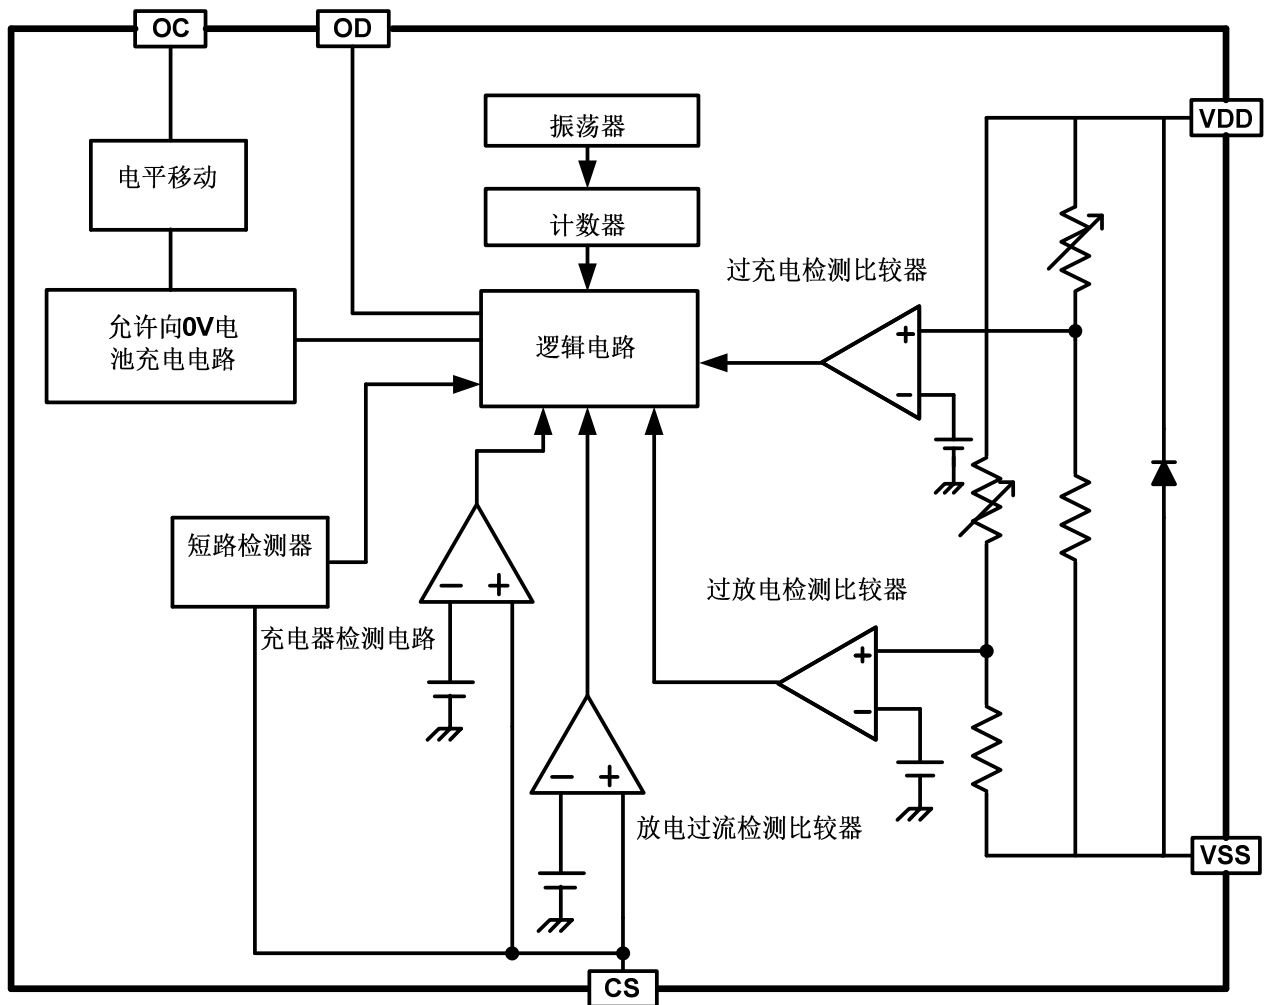 OC
OD
VDD
振荡器
电平移动
计数器
过充电检测比较器
允许向0V电
池充电电路
逻辑电路
短路检测器
过放电检测比较器
充电器检测电路
放电过流检测比较器
VSS
CS